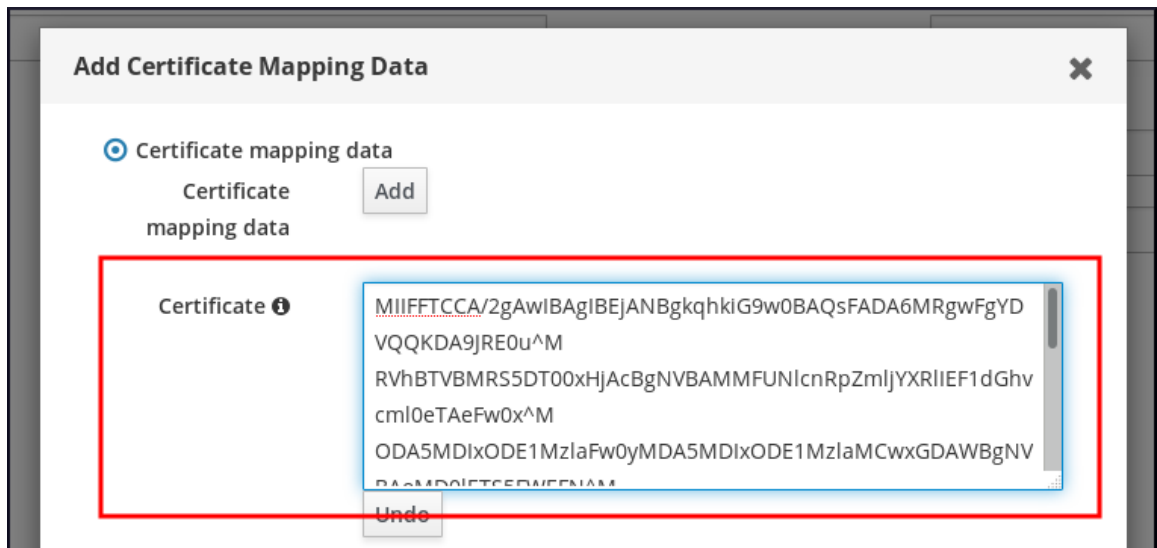 Add Certificate Mapping Data
Certificate mapping data
Certificate
mapping data
Add
Certificate
MIIFFTCCA/2gAwIBAgIBEjANBgkqhkiG9w0BAQsFADA6MRgwFgYD
VQQKDA9JRE0u^M
RVhBTVBMRS5DT00xHjAcBgNVBAMMFUNlcnRpZmljYXRlIEF1dGhv
cml0eTAeFw0x^M
ODA5MDIxODE1MzlaFw0yMDA5MDIxODE1MzlaMCwxGDAWBgNV
Undo